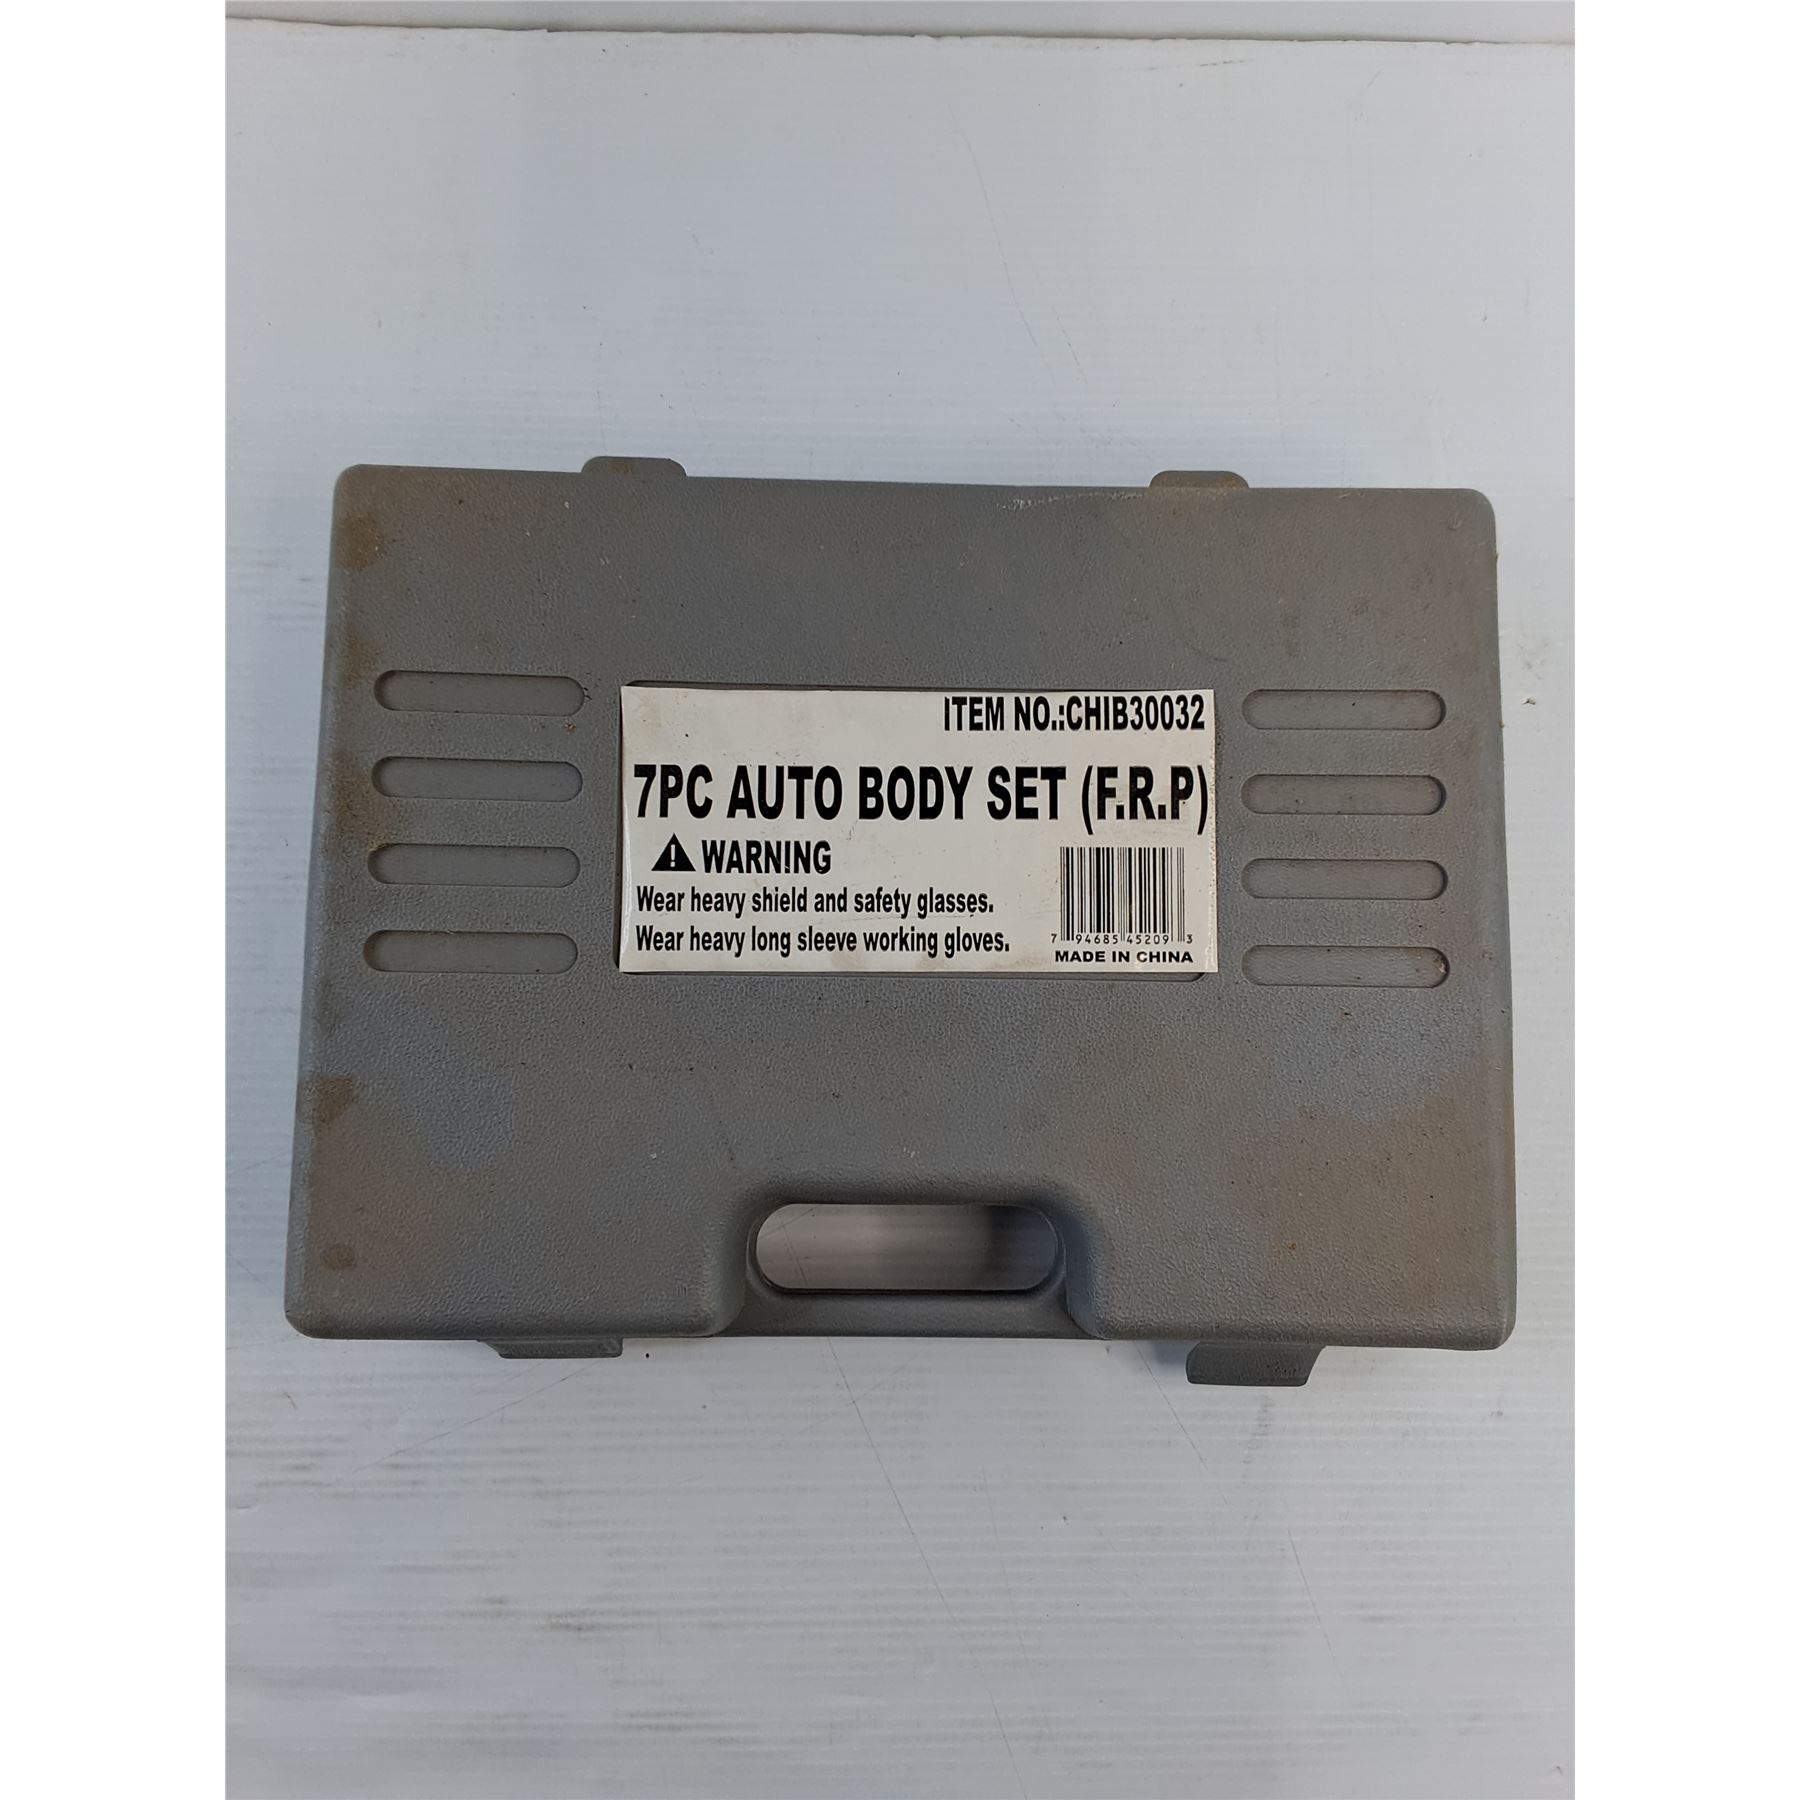 ITEM NO.:CHIB30032
7PC AUTO BODY SET (F.R.P)
WARNING
Wear heavy shield and safety glasses.
Wear heavy long sleeve working gloves.
7 94685 45209 3
MADE IN CHINA